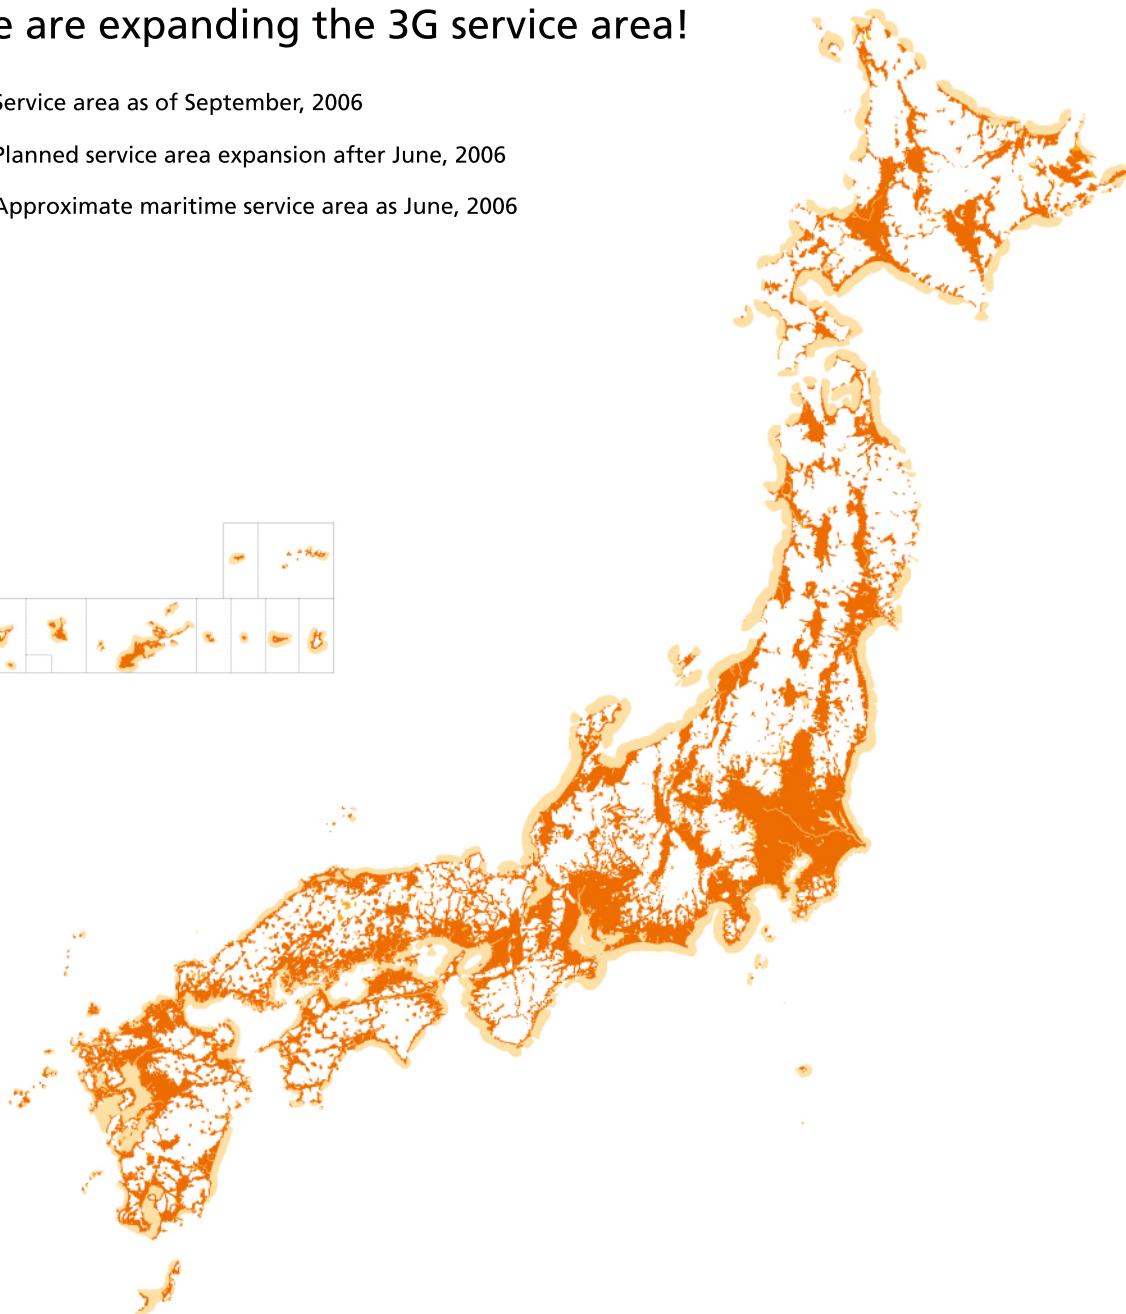 e are expanding the 3G service area!
Service area as of September, 2006
Planned service area expansion after June, 2006
Approximate maritime service area as June, 2006